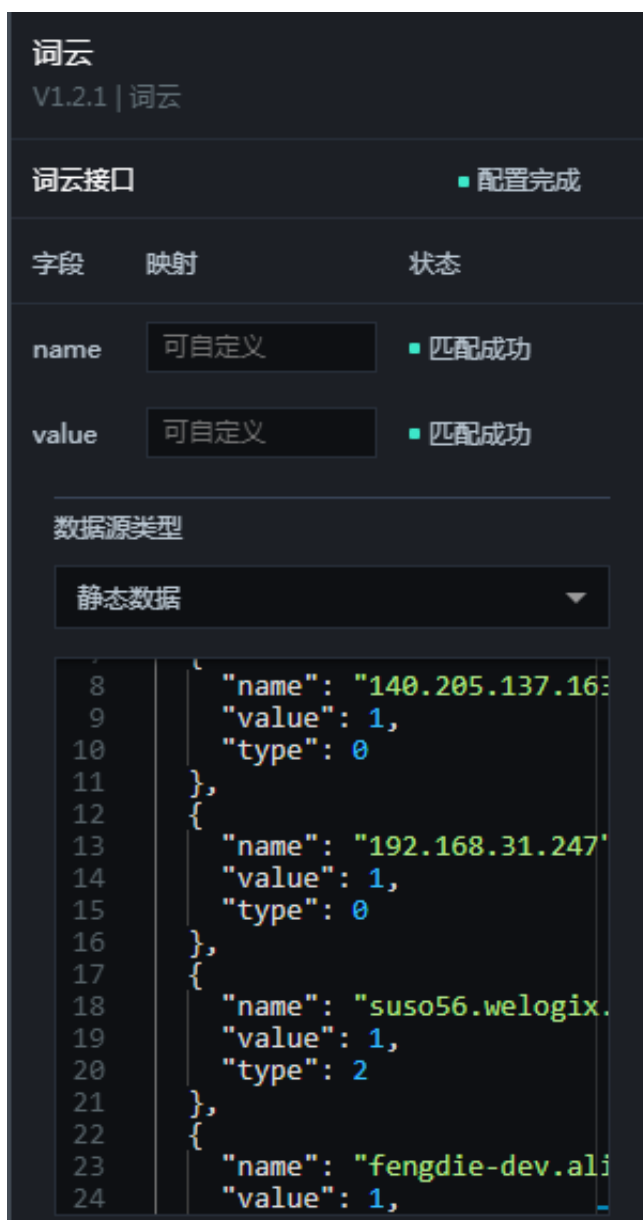 词云
V1.2.1 | 词云
词云接口 配置完成
字段 映射 状态
name 可自定义 匹配成功
value 可自定义 匹配成功
数据源类型
静态数据
{
8 "name": "140.205.137.163
9 "value": 1,
10 "type": 0
11 },
12 {
13 "name": "192.168.31.247"
14 "value": 1,
15 "type": 0
16 },
17 {
18 "name": "suso56.welogix.
19 "value": 1,
20 "type": 2
21 },
22 {
23 "name": "fengdie-dev.ali
24 "value": 1,